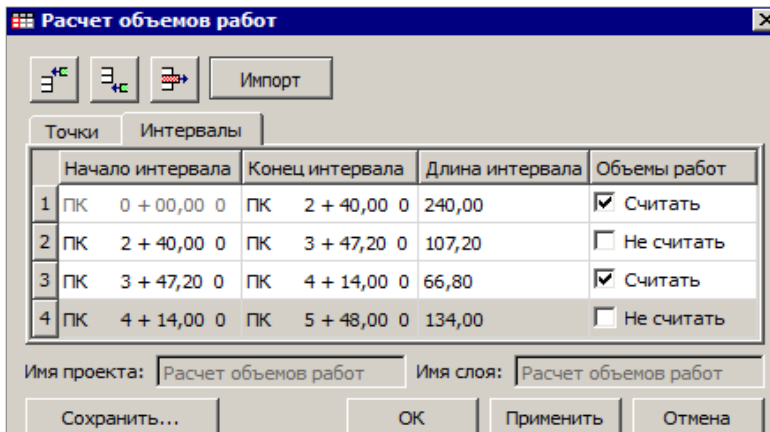 Расчет объемов работ
Импорт
Точки Интервалы
Начало интервала Конец интервала Длина интервала Объемы работ
1 ПК 0 + 00,00 0 ПК 2 + 40,00 0 240,00 Считать
2 ПК 2 + 40,00 0 ПК 3 + 47,20 0 107,20 Не считать
3 ПК 3 + 47,20 0 ПК 4 + 14,00 0 66,80 Считать
4 ПК 4 + 14,00 0 ПК 5 + 48,00 0 134,00 Не считать
Имя проекта: Расчет объемов работ Имя слоя: Расчет объемов работ
Сохранить... ОК Применить Отмена